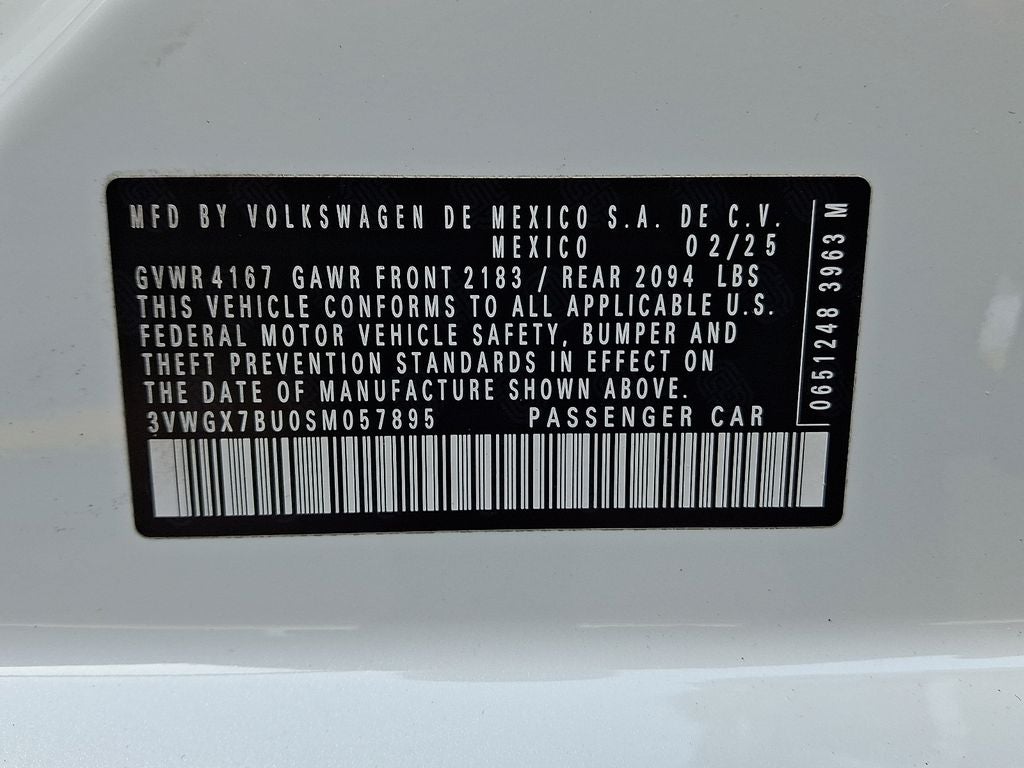 MFD BY VOLKSWAGEN DE MEXICO S.A. DE C.V.
MEXICO 02/25
GVWR 4167 GAWR FRONT 2183 / REAR 2094 LBS
THIS VEHICLE CONFORMS TO ALL APPLICABLE U.S.
FEDERAL MOTOR VEHICLE SAFETY, BUMPER AND
THEFT PREVENTION STANDARDS IN EFFECT ON
THE DATE OF MANUFACTURE SHOWN ABOVE.
3VWGX7BU0SM057895 PASSENGER CAR
0651248 3963 M